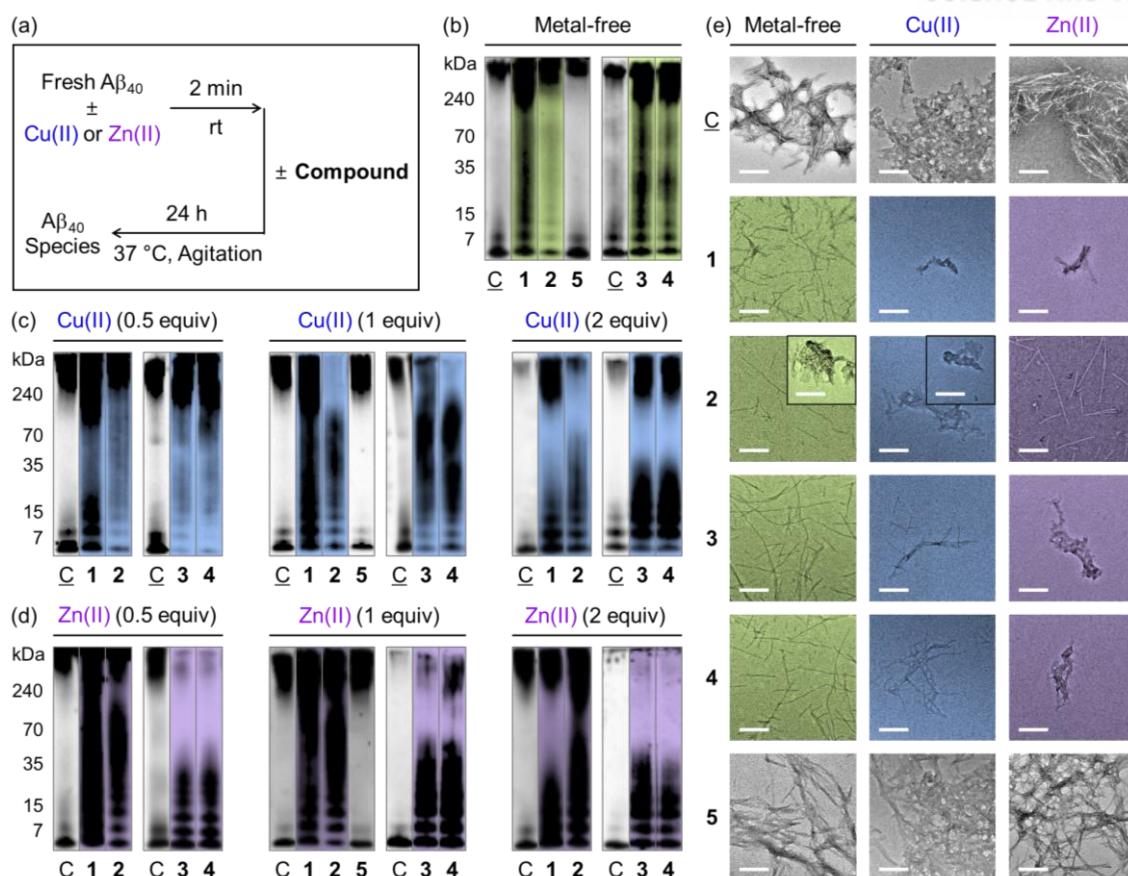 (a)
Fresh Aβ40
±
Cu(II) or Zn(II)
2 min
rt
± Compound
24 h
37 °C, Agitation
Aβ40
Species
(b)
Metal-free
kDa
240
70
35
15
7
C 1 2 5 C 3 4
(c)
Cu(II) (0.5 equiv) Cu(II) (1 equiv) Cu(II) (2 equiv)
kDa
240
70
35
15
7
C 1 2 C 3 4 C 1 2 5 C 3 4 C 1 2 C 3 4
(d)
Zn(II) (0.5 equiv) Zn(II) (1 equiv) Zn(II) (2 equiv)
kDa
240
70
35
15
7
C 1 2 C 3 4 C 1 2 5 C 3 4 C 1 2 C 3 4
(e)
Metal-free Cu(II) Zn(II)
C
1
2
3
4
5